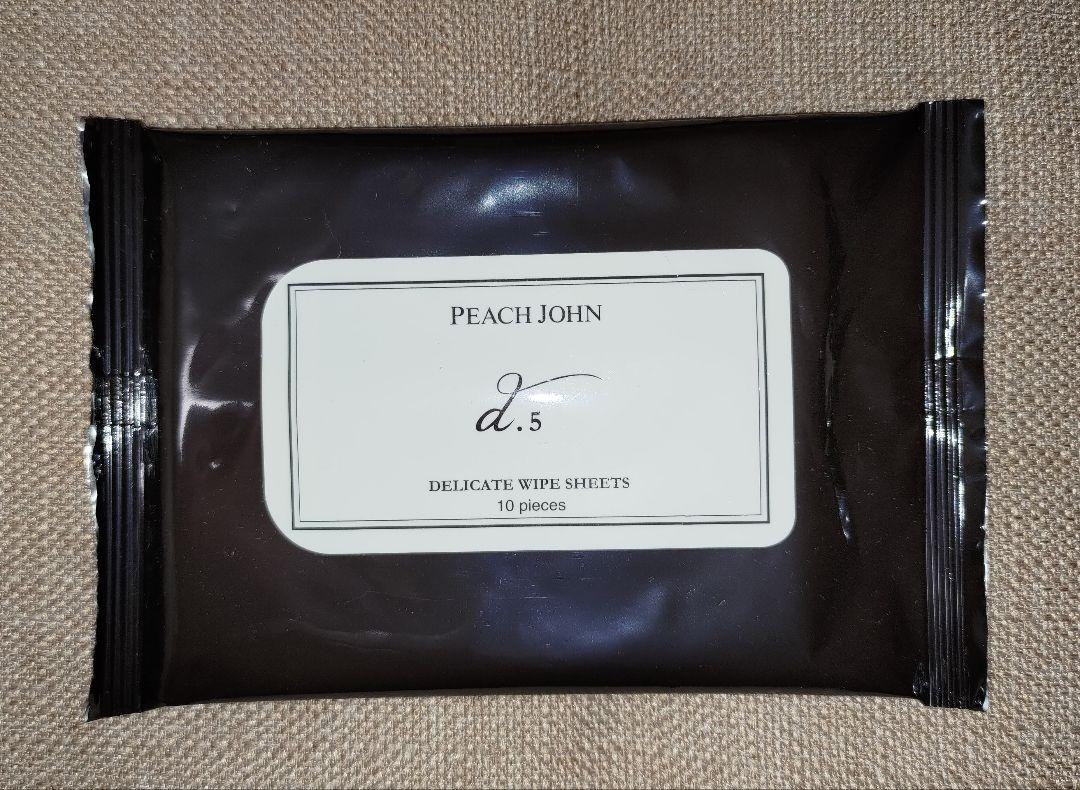 PEACH JOHN
d.5
DELICATE WIPE SHEETS
10 pieces